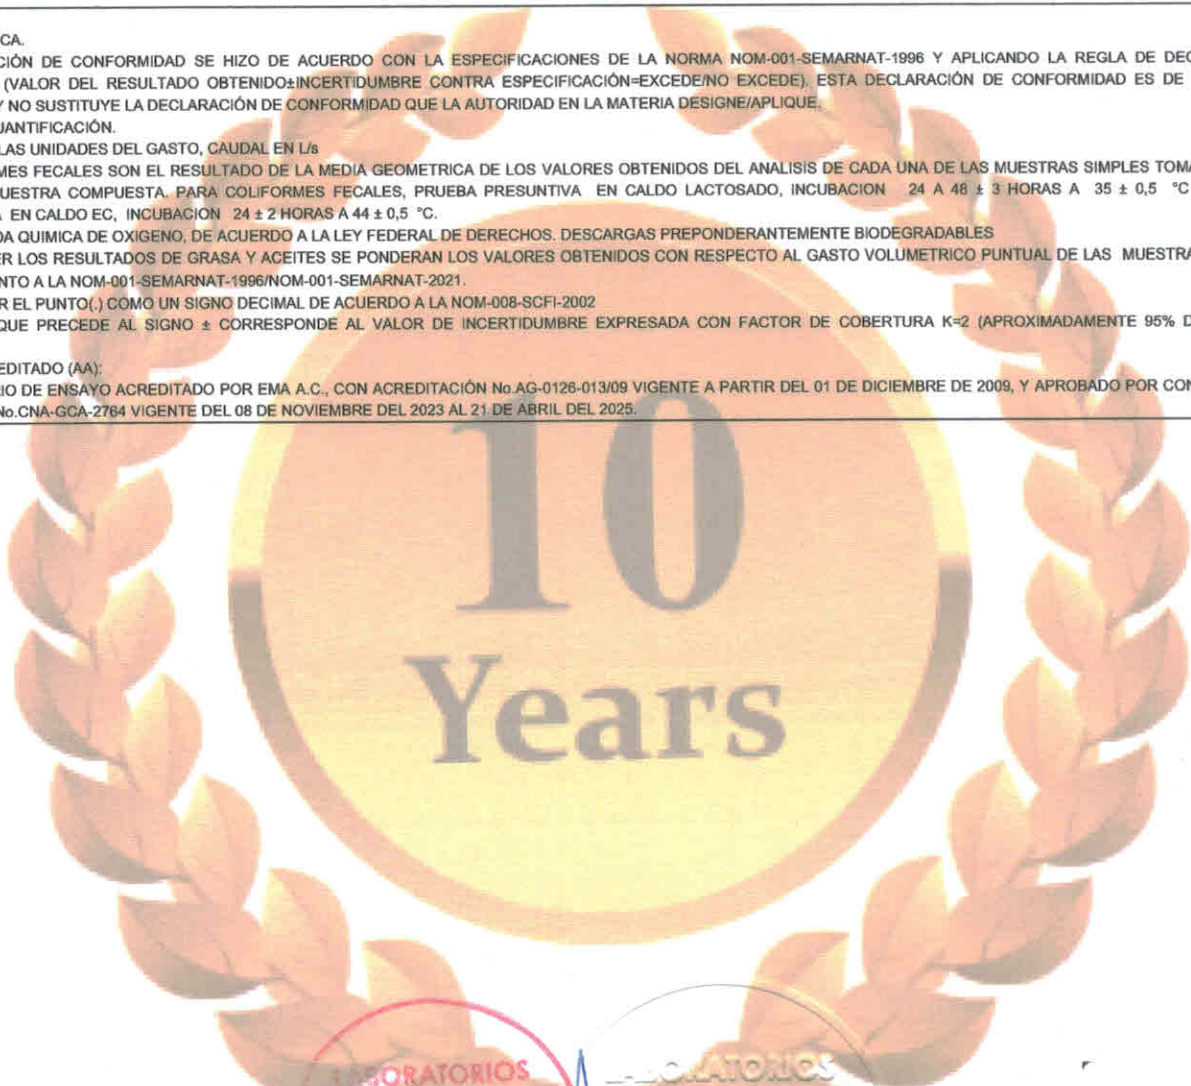 CA.
CIÓN DE CONFORMIDAD SE HIZO DE ACUERDO CON LA ESPECIFICACIONES DE LA NORMA NOM-001-SEMARNAT-1996 Y APLICANDO LA REGLA DE DEC
(VALOR DEL RESULTADO OBTENIDO±INCERTIDUMBRE CONTRA ESPECIFICACIÓN=EXCEDE/NO EXCEDE). ESTA DECLARACIÓN DE CONFORMIDAD ES DE
Y NO SUSTITUYE LA DECLARACIÓN DE CONFORMIDAD QUE LA AUTORIDAD EN LA MATERIA DESIGNE/APLIQUE.
UANTIFICACIÓN.
LAS UNIDADES DEL GASTO, CAUDAL EN L/s
MES FECALES SON EL RESULTADO DE LA MEDIA GEOMETRICA DE LOS VALORES OBTENIDOS DEL ANALISIS DE CADA UNA DE LAS MUESTRAS SIMPLES TOMA
UESTRA COMPUESTA. PARA COLIFORMES FECALES, PRUEBA PRESUNTIVA EN CALDO LACTOSADO, INCUBACION 24 A 48 ± 3 HORAS A 35 ± 0,5 °C
EN CALDO EC, INCUBACION 24 ± 2 HORAS A 44 ± 0,5 °C.
DA QUIMICA DE OXIGENO, DE ACUERDO A LA LEY FEDERAL DE DERECHOS. DESCARGAS PREPONDERANTEMENTE BIODEGRADABLES
ER LOS RESULTADOS DE GRASA Y ACEITES SE PONDERAN LOS VALORES OBTENIDOS CON RESPECTO AL GASTO VOLUMETRICO PUNTUAL DE LAS MUESTRA
NTO A LA NOM-001-SEMARNAT-1996/NOM-001-SEMARNAT-2021.
R EL PUNTO(.) COMO UN SIGNO DECIMAL DE ACUERDO A LA NOM-008-SCFI-2002
QUE PRECEDE AL SIGNO ± CORRESPONDE AL VALOR DE INCERTIDUMBRE EXPRESADA CON FACTOR DE COBERTURA K=2 (APROXIMADAMENTE 95% D
EDITADO (AA):
IO DE ENSAYO ACREDITADO POR EMA A.C., CON ACREDITACIÓN No.AG-0126-013/09 VIGENTE A PARTIR DEL 01 DE DICIEMBRE DE 2009, Y APROBADO POR CON
No.CNA-GCA-2764 VIGENTE DEL 08 DE NOVIEMBRE DEL 2023 AL 21 DE ABRIL DEL 2025.
10
Years
LABORATORIOS
LABORATORIOS